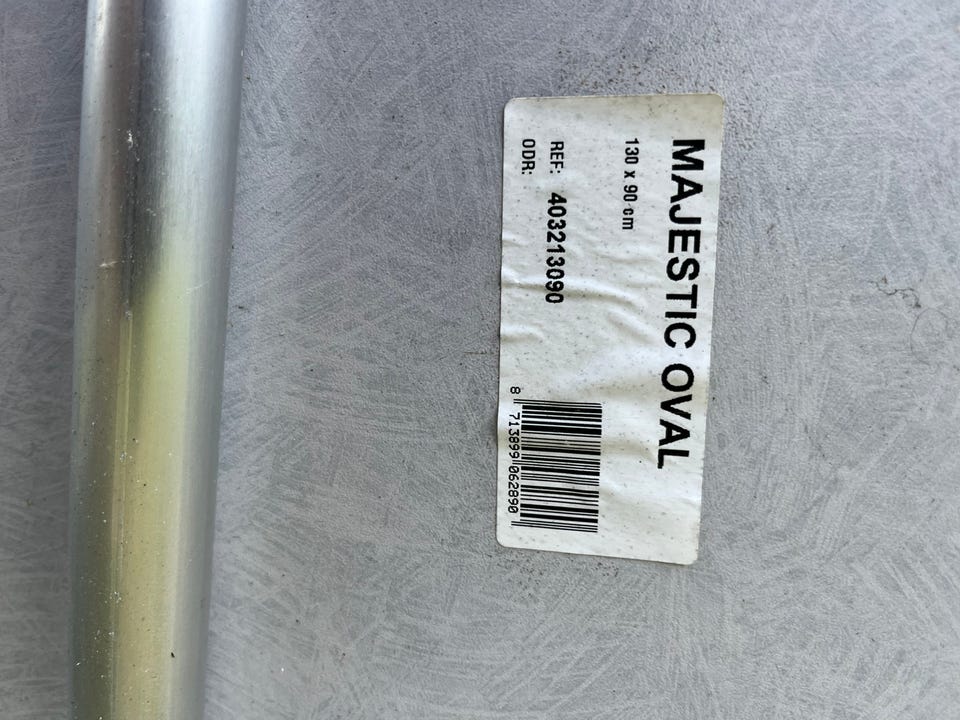 MAJESTIC OVAL
130 x 90 cm
REF: 403213090
ODR:
8 713899 062890